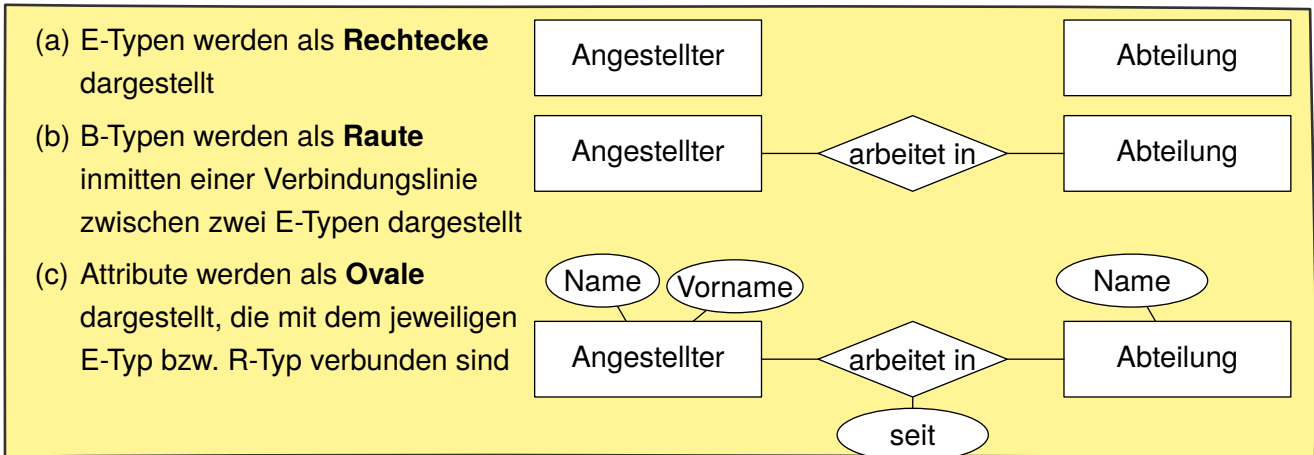 (a) E-Typen werden als Rechtecke
dargestellt
Angestellter
Abteilung
(b) B-Typen werden als Raute
inmitten einer Verbindungslinie
zwischen zwei E-Typen dargestellt
Angestellter
arbeitet in
Abteilung
(c) Attribute werden als Ovale
dargestellt, die mit dem jeweiligen
E-Typ bzw. R-Typ verbunden sind
Name
Vorname
Name
Angestellter
arbeitet in
Abteilung
seit